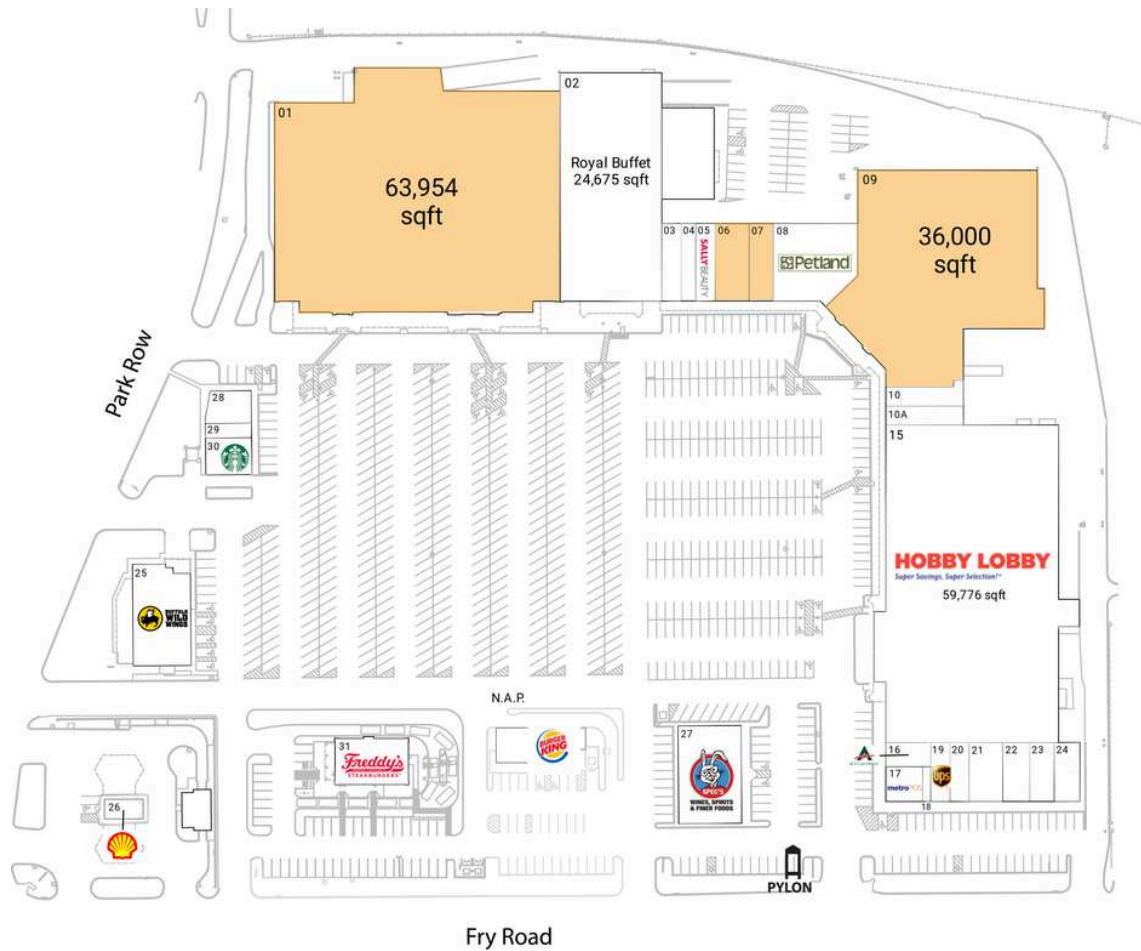 01
02
63,954
sqft
Royal Buffet
24,675 sqft
03
04
05
SALLY BEAUTY
06
07
08
Petland
09
36,000
sqft
Park Row
10
10A
28
29
30
15
HOBBY LOBBY
Super Savings, Super Selection!
59,776 sqft
25
BUFFALO
WILD
WINGS
N.A.P.
31
Freddy's
STEAKBURGERS
BURGER
KING
27
SPEC'S
WINES, SPIRITS
& FINER FOODS
16
17
metroPCS
18
19
ups
20
21
22
23
24
26
PYLON
Fry Road